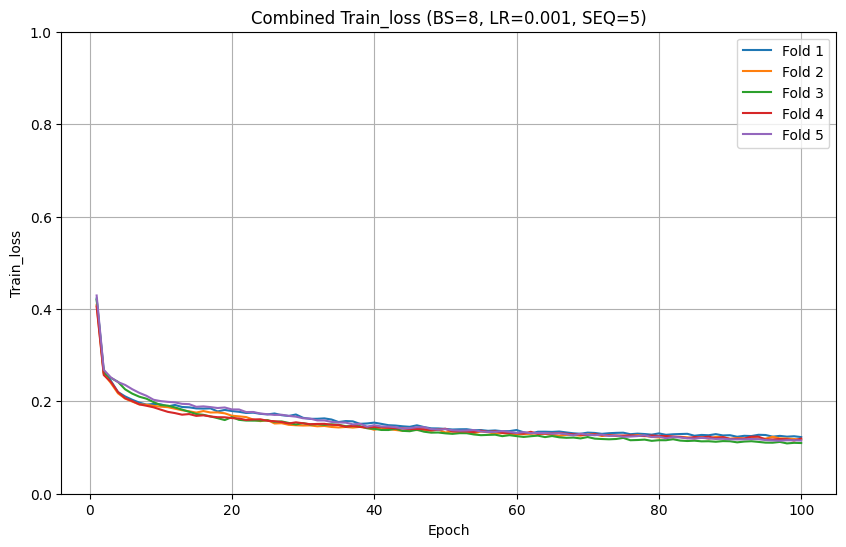 Combined Train_loss (BS=8, LR=0.001, SEQ=5)
1.0
0.8
0.6
0.4
0.2
0.0
Train_loss
0 20 40 60 80 100
Epoch
Fold 1
Fold 2
Fold 3
Fold 4
Fold 5